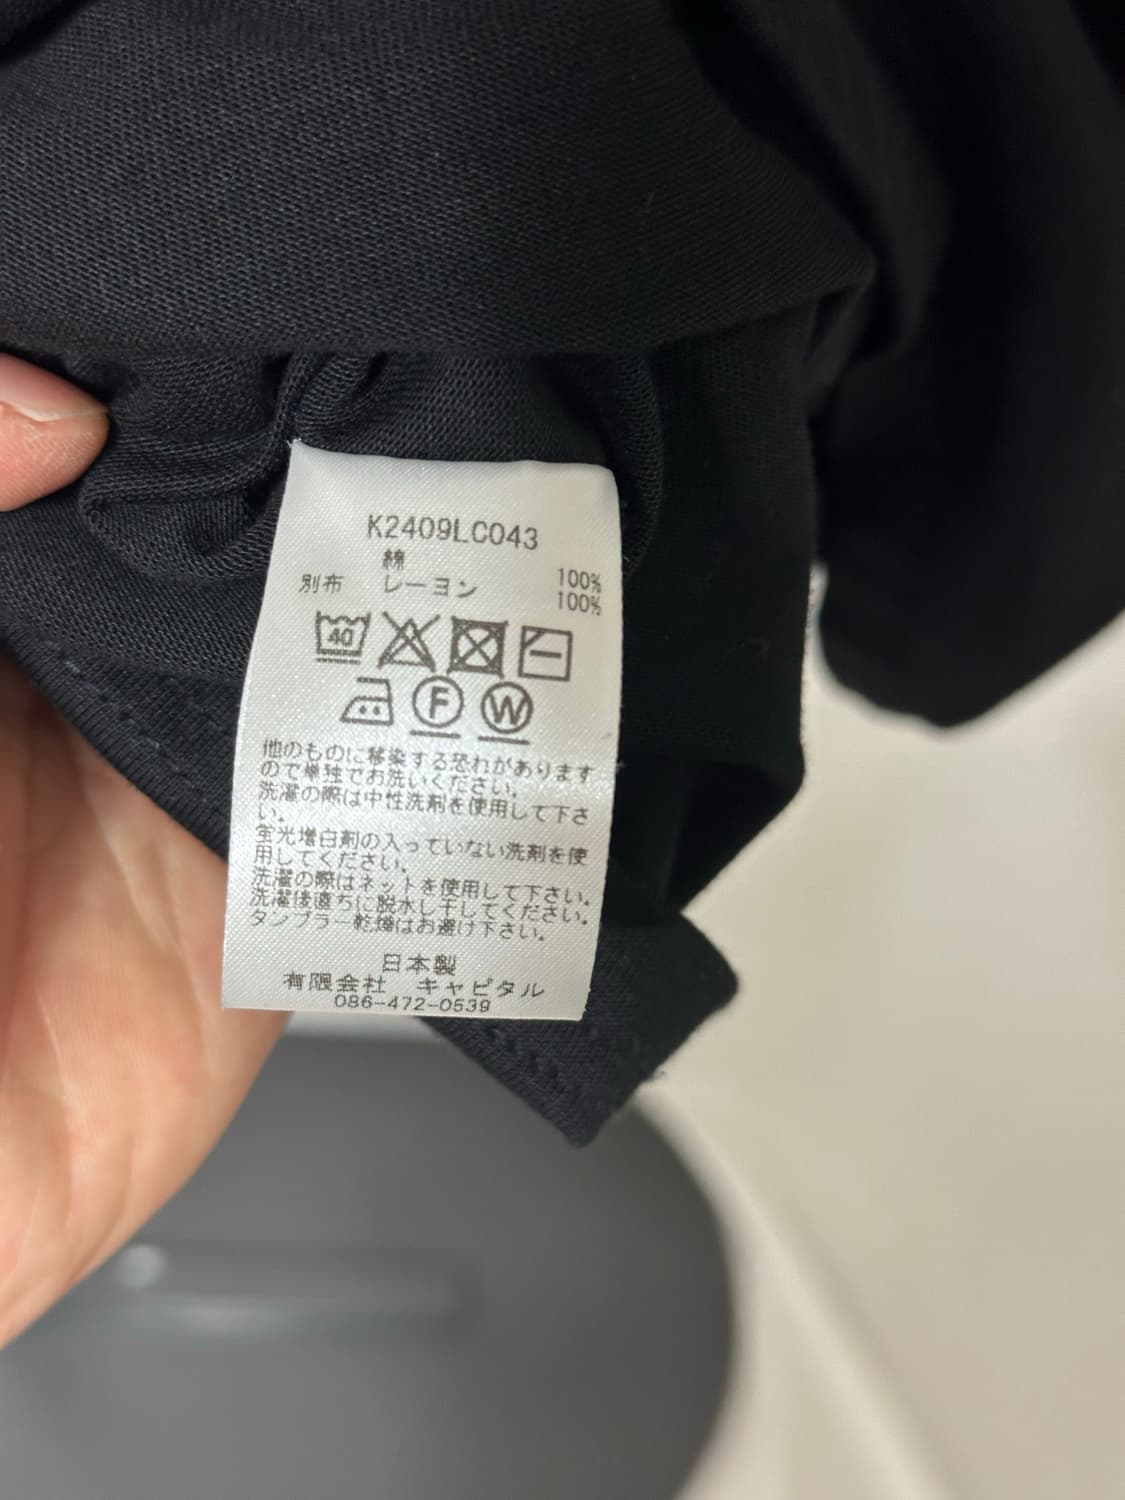 K2409LC043
綿 100%
別布 レーヨン 100%
40
F W
他のものに移染する恐れがあります
ので単独でお洗いください。
洗濯の際は中性洗剤を使用して下さ
い。
蛍光増白剤の入っていない洗剤を使
用してください。
洗濯の際はネットを使用して下さい。
洗濯後直ちに脱水し干してください。
タンブラー乾燥はお避け下さい。
日本製
有限会社 キャピタル
086-472-0539